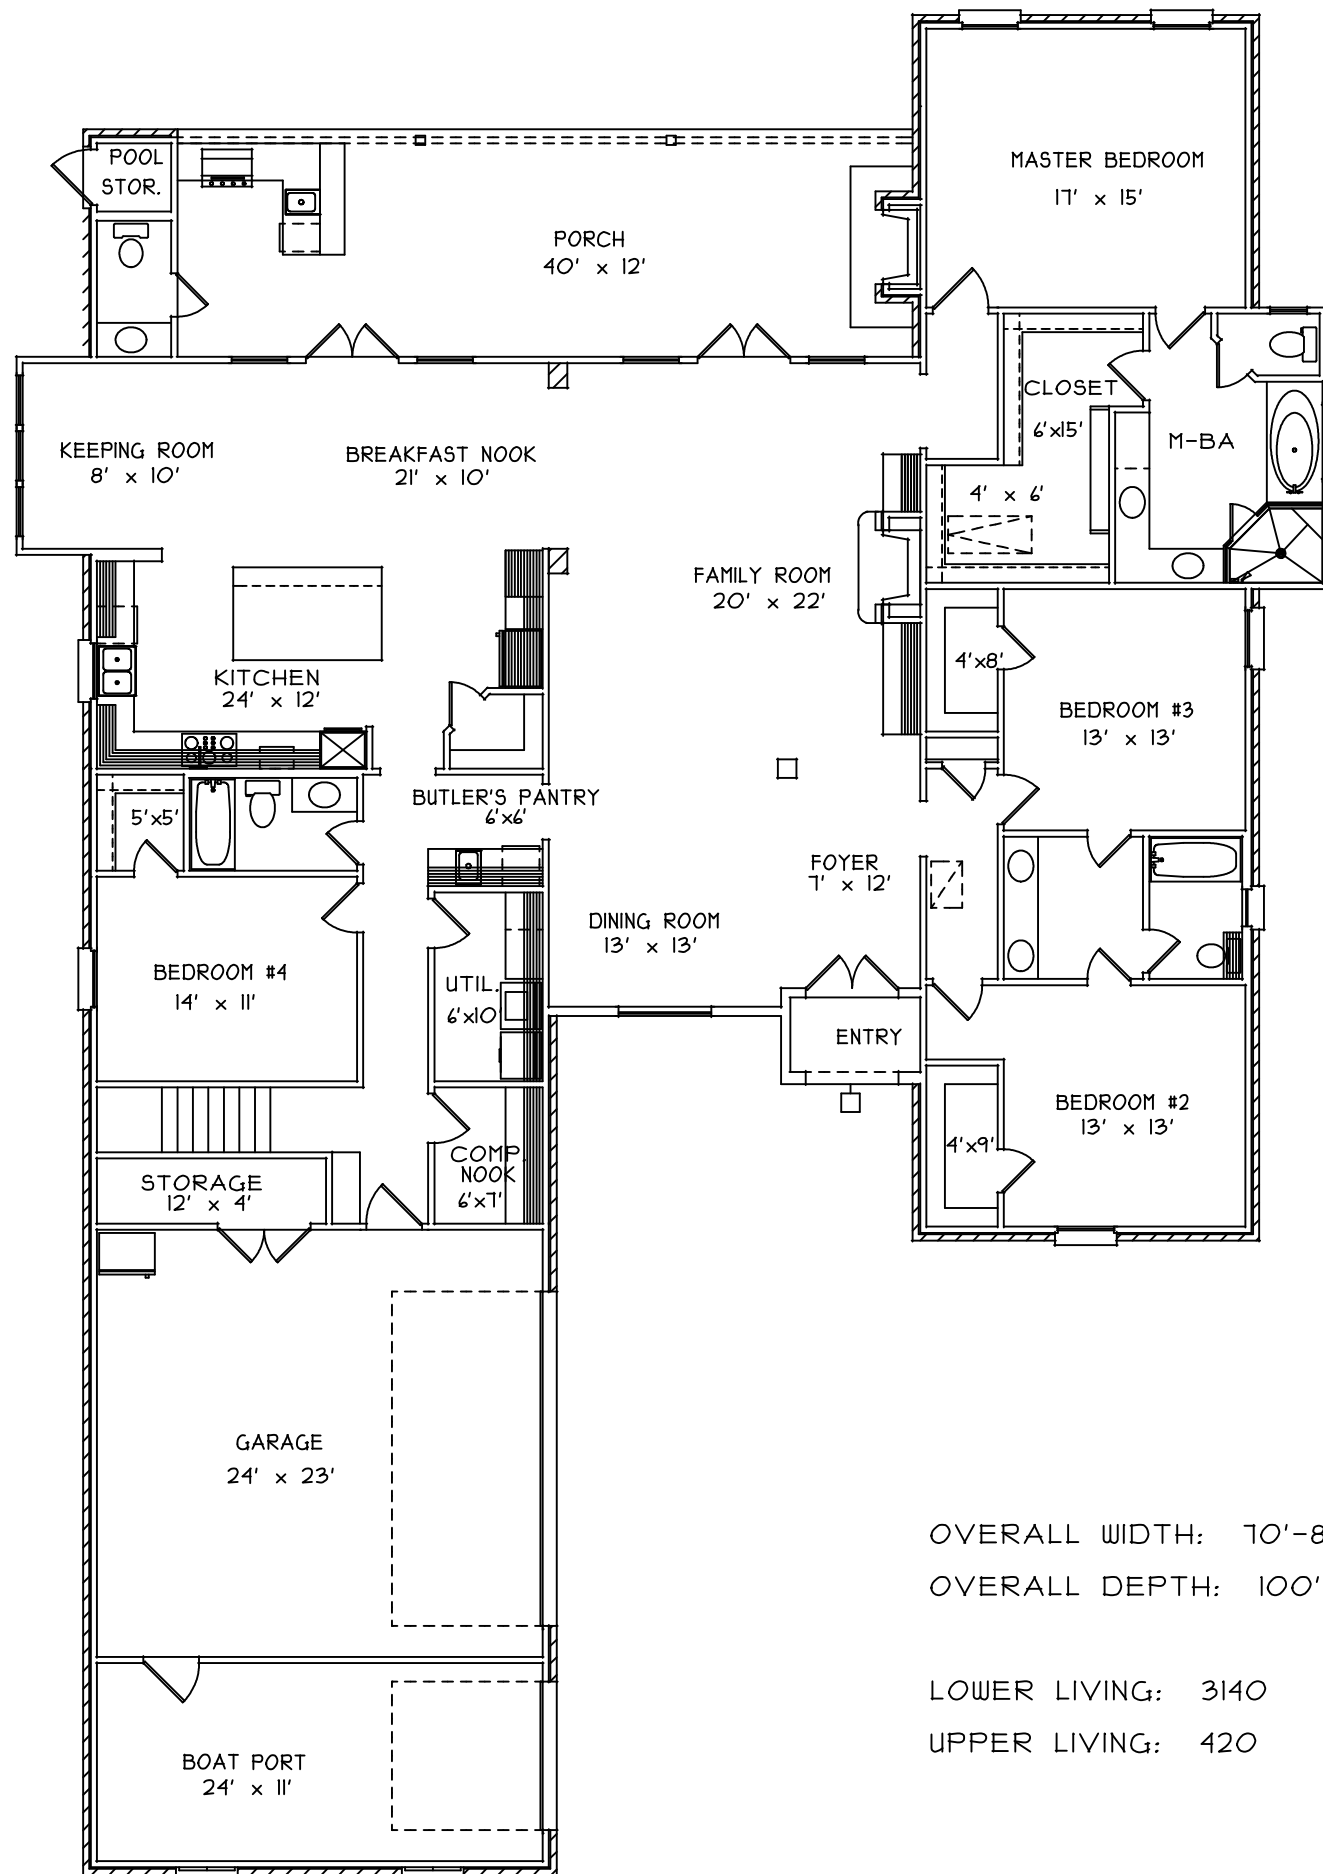 POOL
STOR.
MASTER BEDROOM
17' x 15'
PORCH
40' x 12'
CLOSET
6'x15'
M-BA
KEEPING ROOM
8' x 10'
BREAKFAST NOOK
21' x 10'
4' x 6'
FAMILY ROOM
20' x 22'
KITCHEN
24' x 12'
4'x8'
BEDROOM #3
13' x 13'
BUTLER'S PANTRY
6'x6'
5'x5'
FOYER
7' x 12'
DINING ROOM
13' x 13'
BEDROOM #4
14' x 11'
UTIL.
6'x10'
ENTRY
BEDROOM #2
13' x 13'
4'x9'
COMP.
NOOK
6'x7'
STORAGE
12' x 4'
GARAGE
24' x 23'
OVERALL WIDTH: 70'-8
OVERALL DEPTH: 100'
LOWER LIVING: 3140
UPPER LIVING: 420
BOAT PORT
24' x 11'